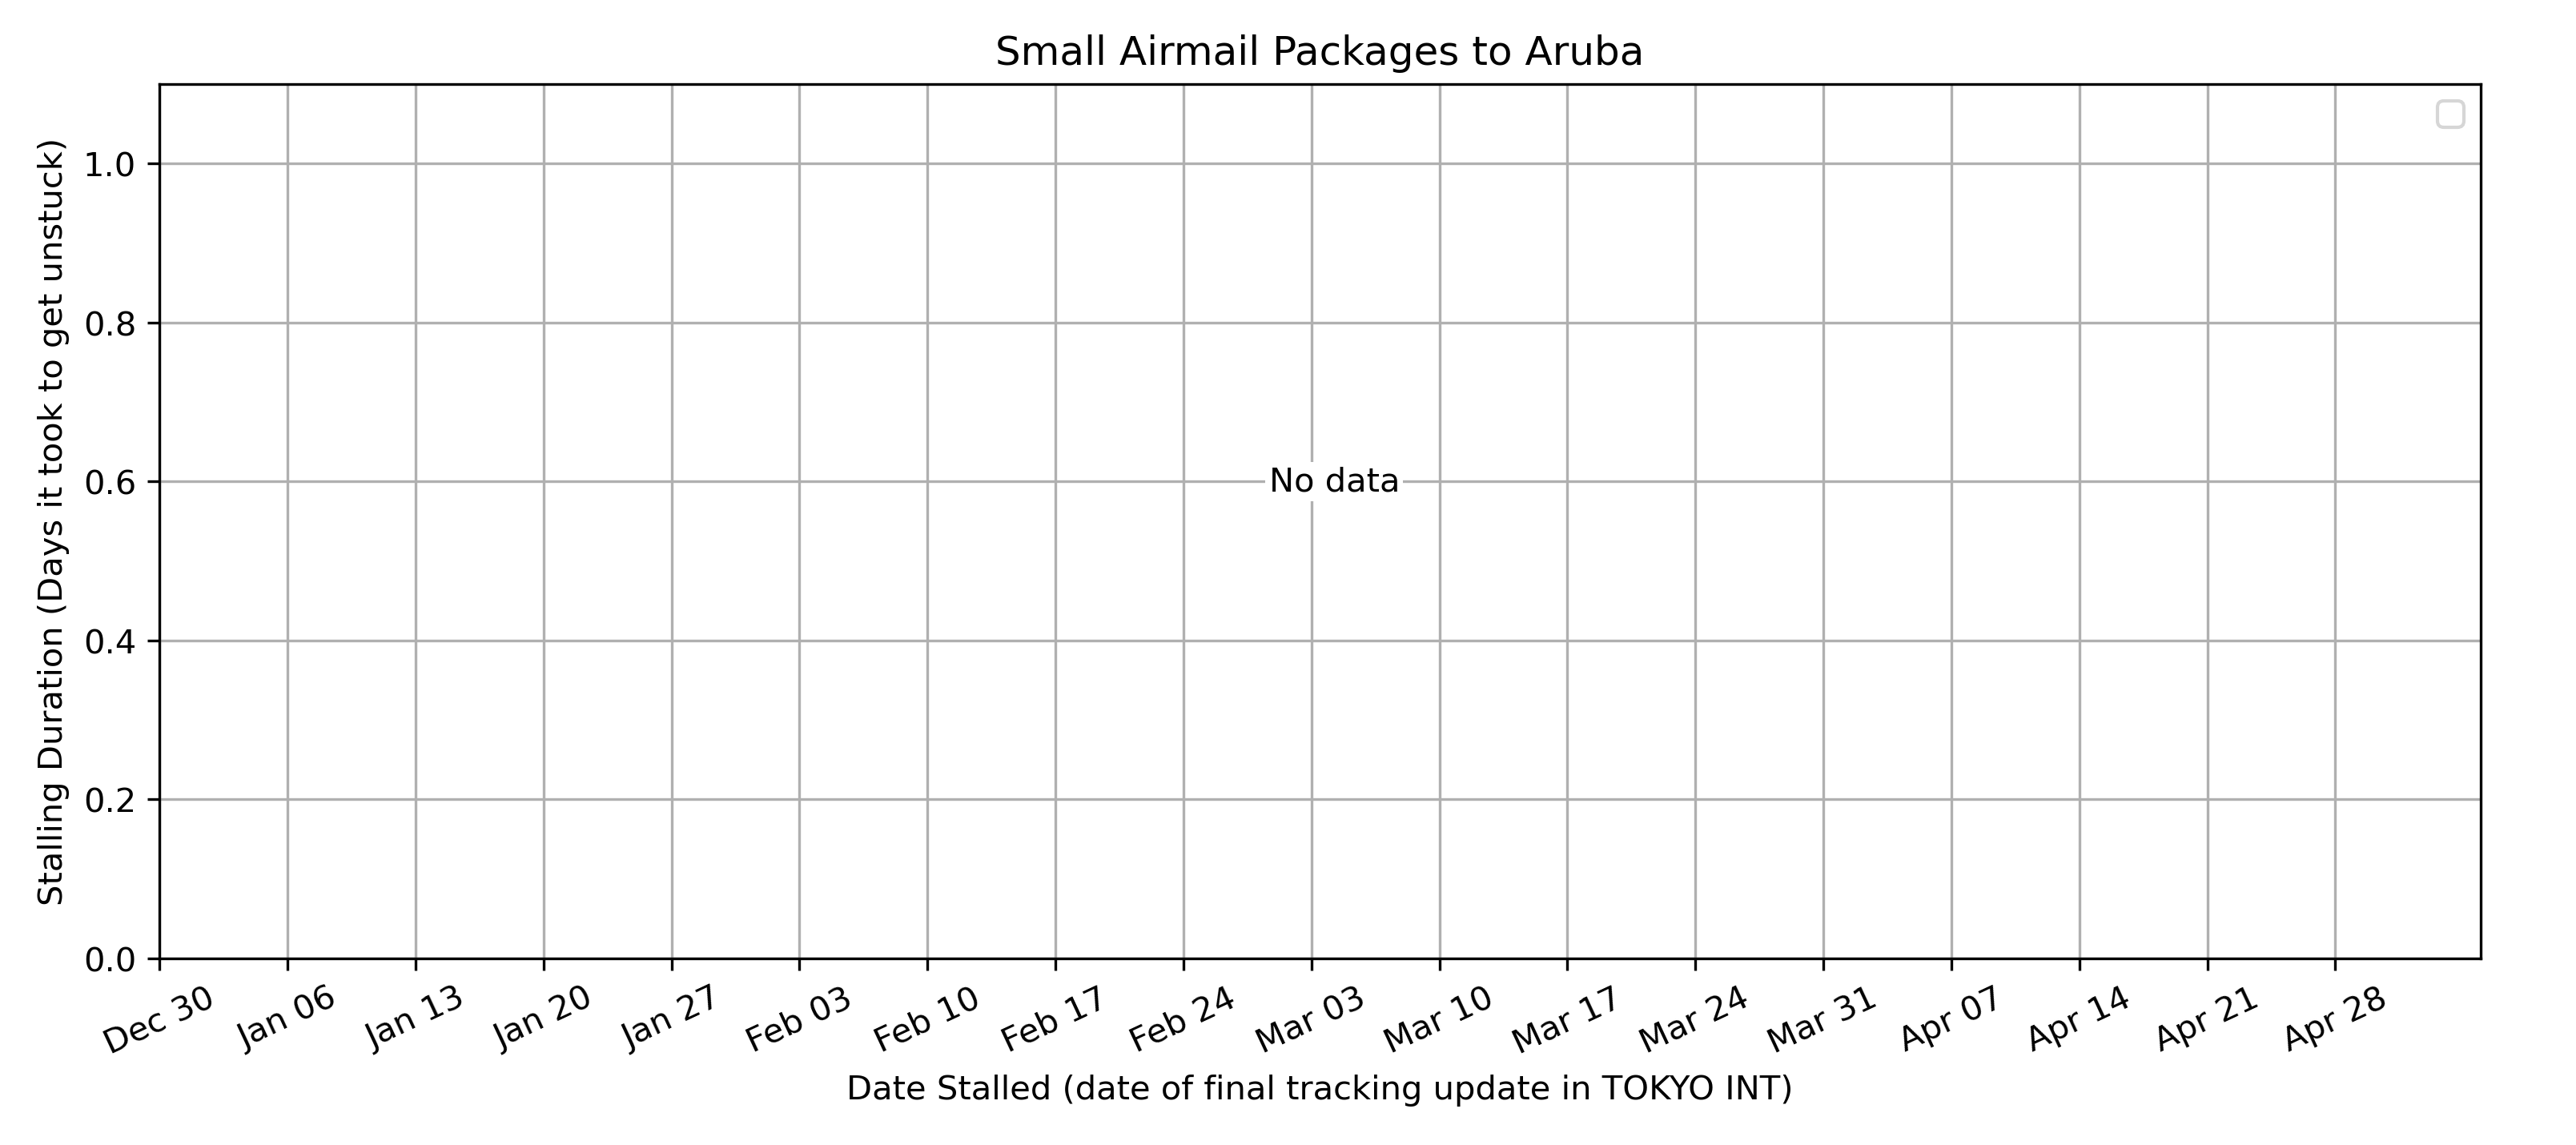 Small Airmail Packages to Aruba
Stalling Duration (Days it took to get unstuck)
1.0
0.8
0.6
0.4
0.2
0.0
No data
Dec 30
Jan 06
Jan 13
Jan 20
Jan 27
Feb 03
Feb 10
Feb 17
Feb 24
Mar 03
Mar 10
Mar 17
Mar 24
Mar 31
Apr 07
Apr 14
Apr 21
Apr 28
Date Stalled (date of final tracking update in TOKYO INT)